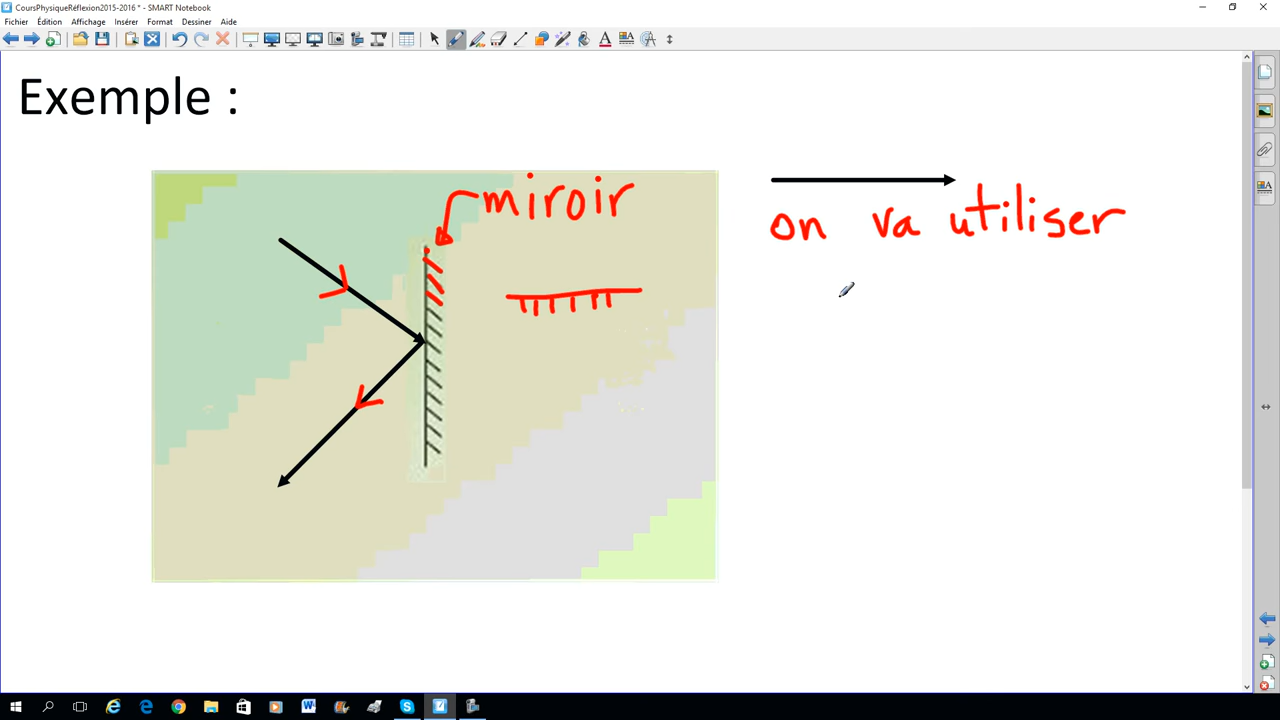 CoursPhysiqueRéflexion2015-2016 * - SMART Notebook
Fichier Édition Affichage Insérer Format Dessiner Aide
Exemple :
miroir
on va utiliser